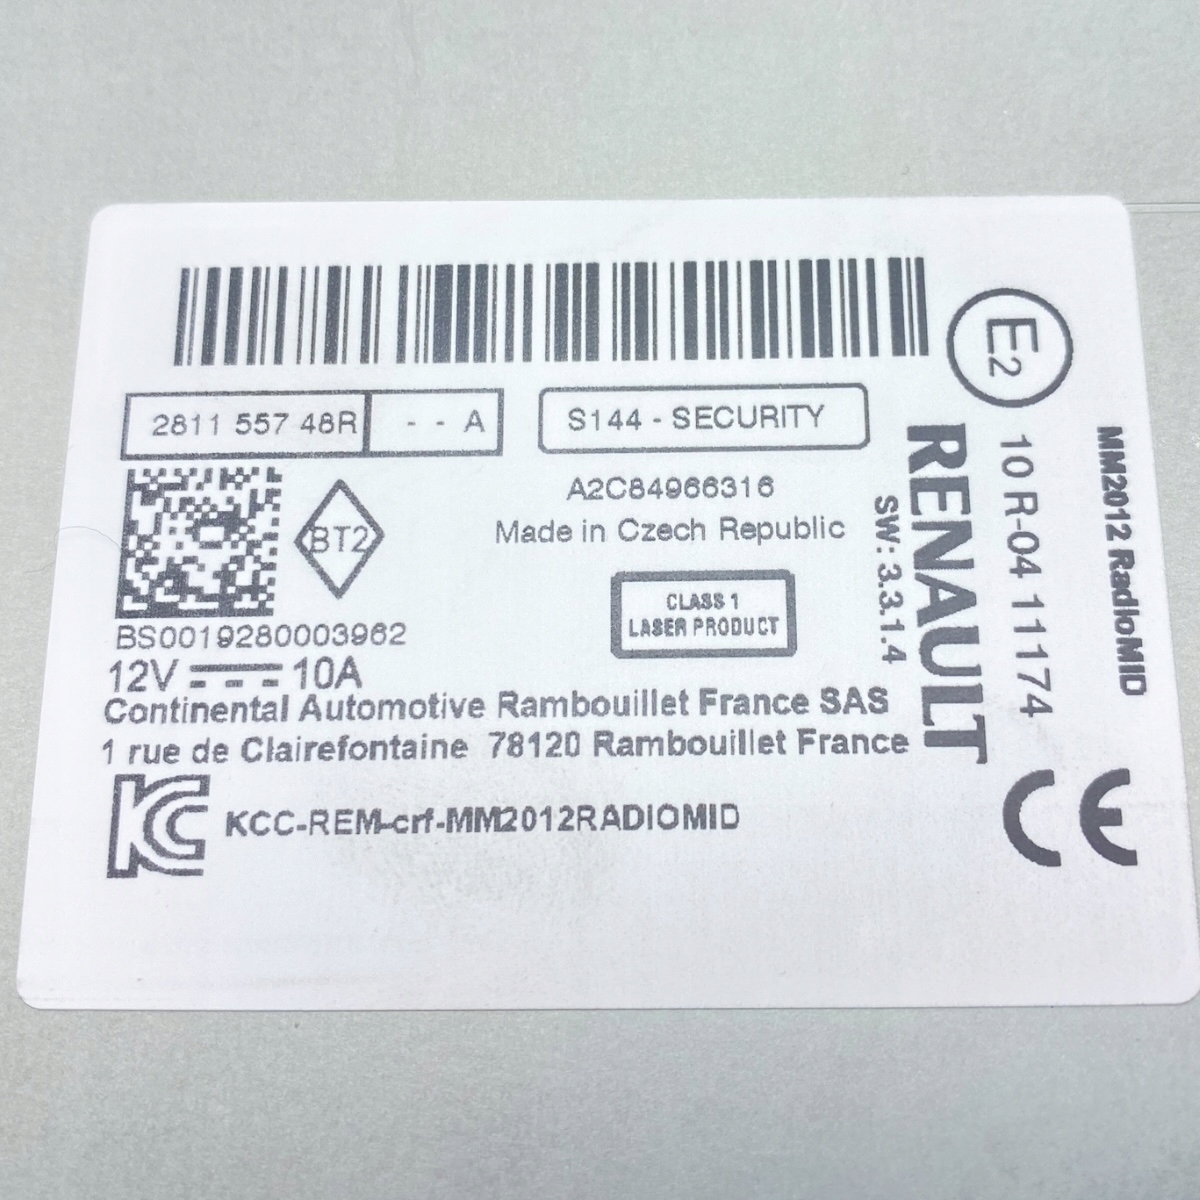 2811 557 48R - - A
S144 - SECURITY
A2C84966316
Made in Czech Republic
BT2
CLASS 1
LASER PRODUCT
BS0019280003962
12V 10A
Continental Automotive Rambouillet France SAS
1 rue de Clairefontaine 78120 Rambouillet France
KC KCC-REM-crf-MM2012RADIOMID
SW: 3.3.1.4
RENAULT
E2
10 R-04 11174
MM2012 RadioMID
CE